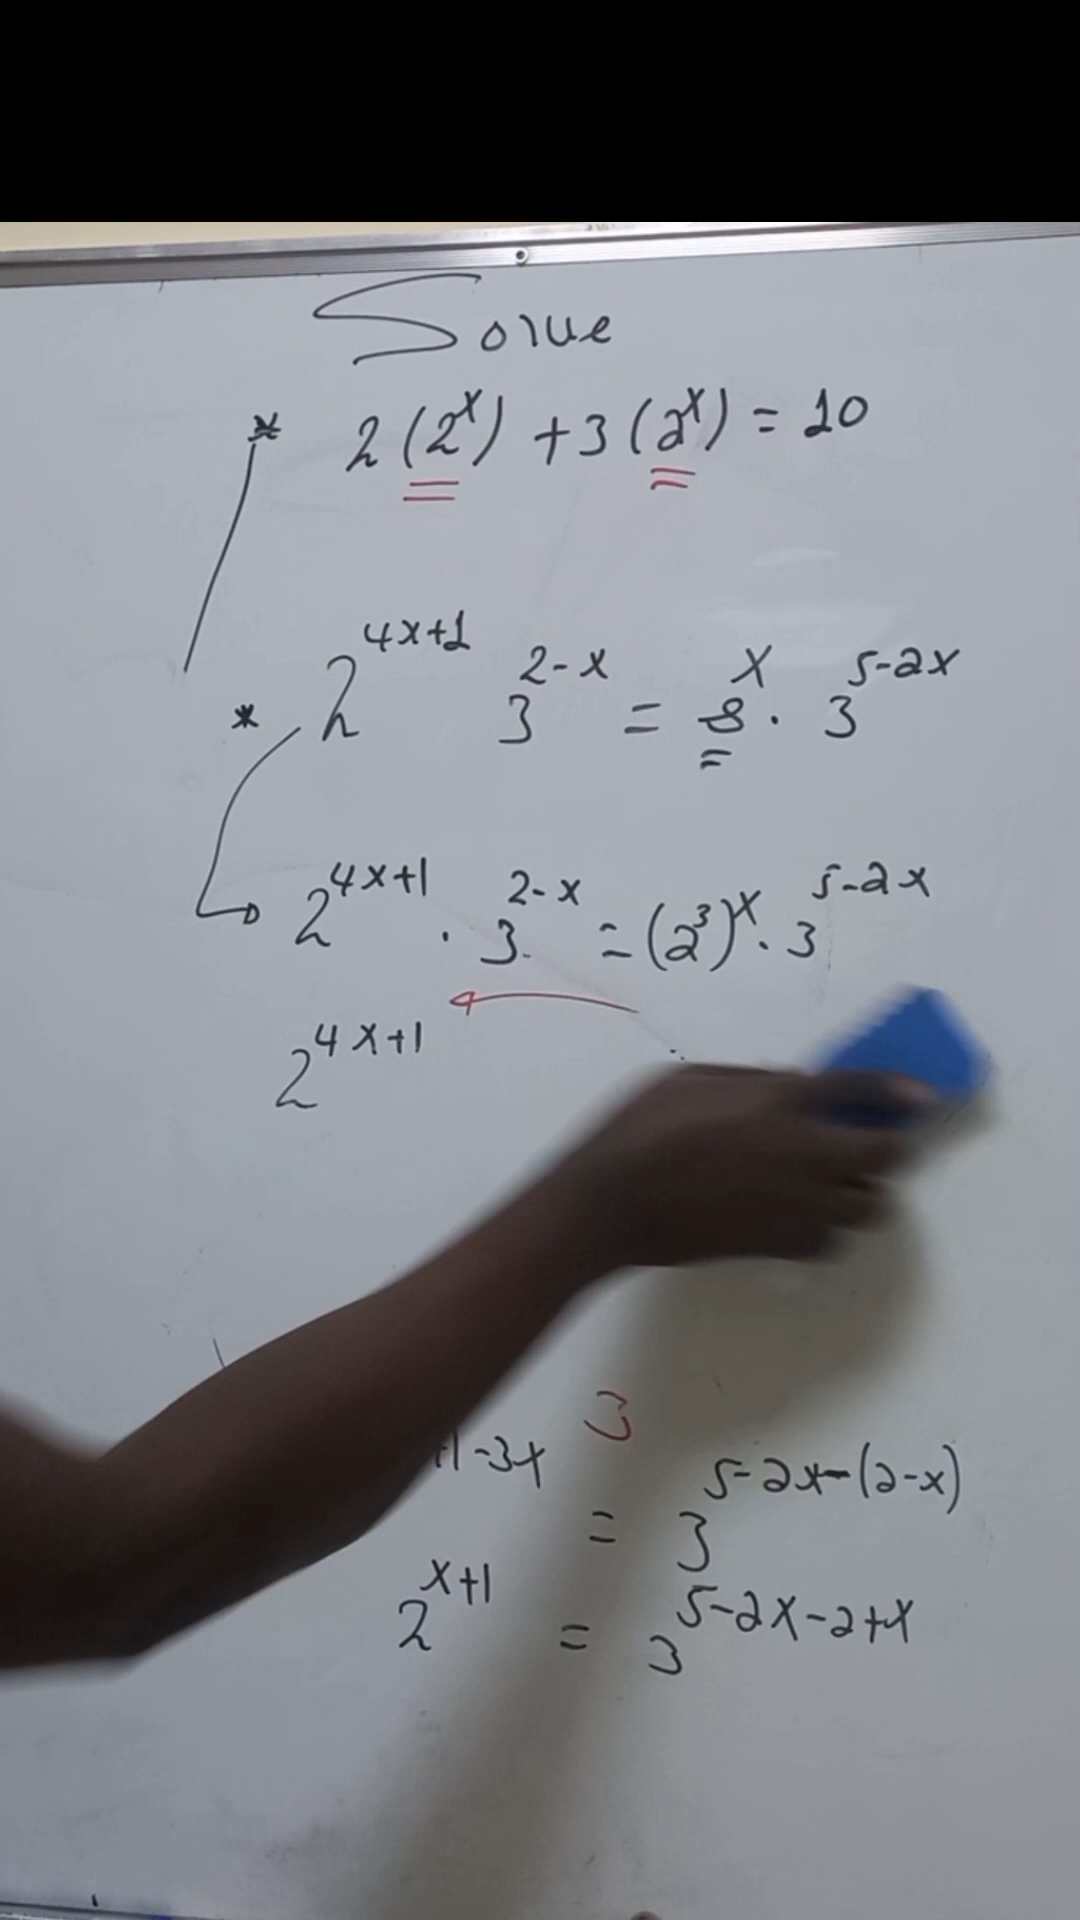 Solve
* 2(2^x) + 3(2^x) = 10
* 2^{4x+1} 3^{2-x} = 8^x · 3^{5-2x}
2^{4x+1} · 3^{2-x} = (2^3)^x · 3^{5-2x}
2^{4x+1}
3
+1-3x = 3^{5-2x-(2-x)}
2^{x+1} = 3^{5-2x-2+x}